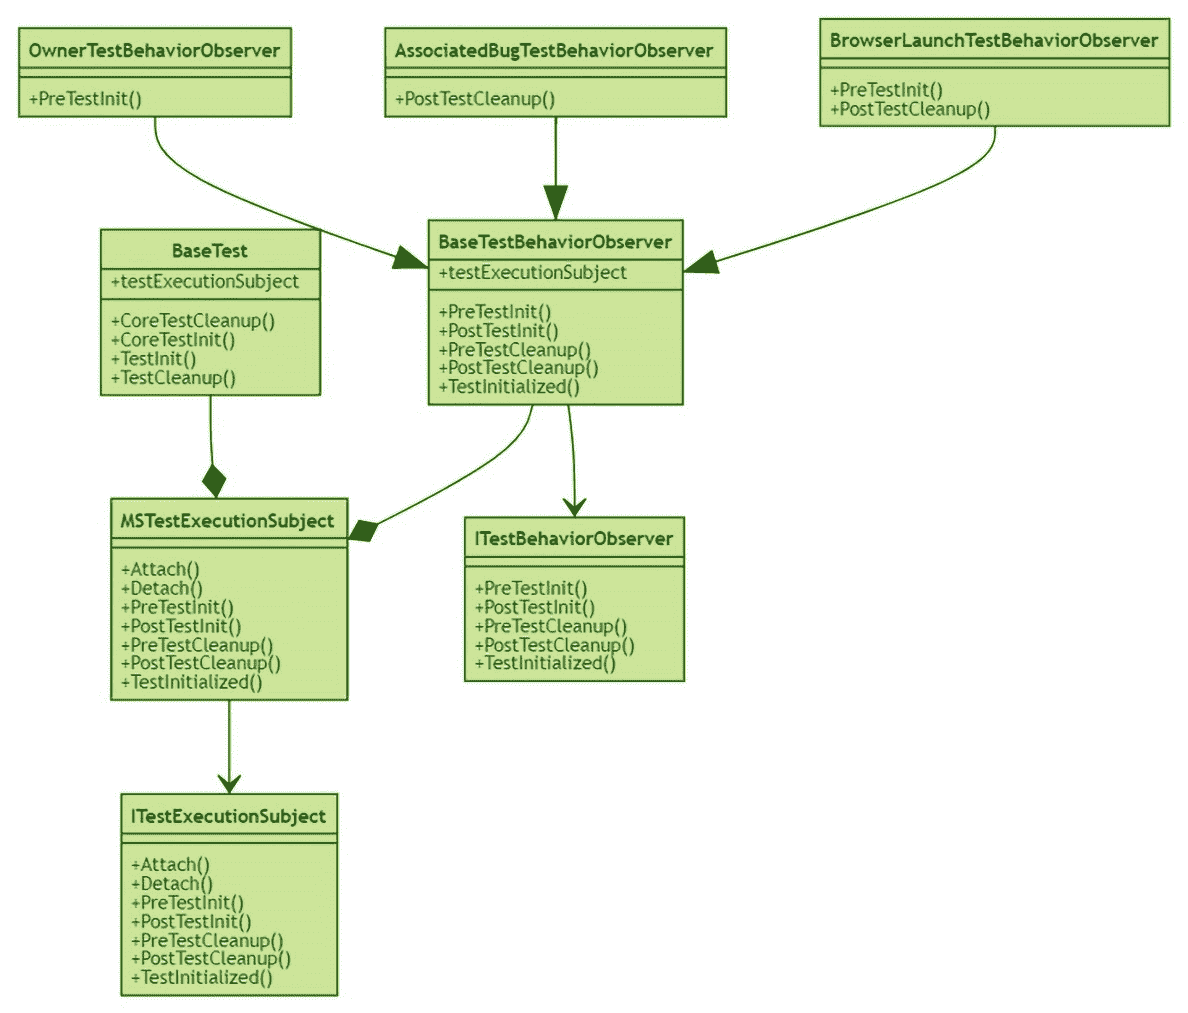 OwnerTestBehaviorObserver
+PreTestInit()
AssociatedBugTestBehaviorObserver
+PostTestCleanup()
BrowserLaunchTestBehaviorObserver
+PreTestInit()
+PostTestCleanup()
BaseTest
+testExecutionSubject
+CoreTestCleanup()
+CoreTestInit()
+TestInit()
+TestCleanup()
BaseTestBehaviorObserver
+testExecutionSubject
+PreTestInit()
+PostTestInit()
+PreTestCleanup()
+PostTestCleanup()
+TestInitialized()
MSTestExecutionSubject
+Attach()
+Detach()
+PreTestInit()
+PostTestInit()
+PreTestCleanup()
+PostTestCleanup()
+TestInitialized()
ITestBehaviorObserver
+PreTestInit()
+PostTestInit()
+PreTestCleanup()
+PostTestCleanup()
+TestInitialized()
ITestExecutionSubject
+Attach()
+Detach()
+PreTestInit()
+PostTestInit()
+PreTestCleanup()
+PostTestCleanup()
+TestInitialized()